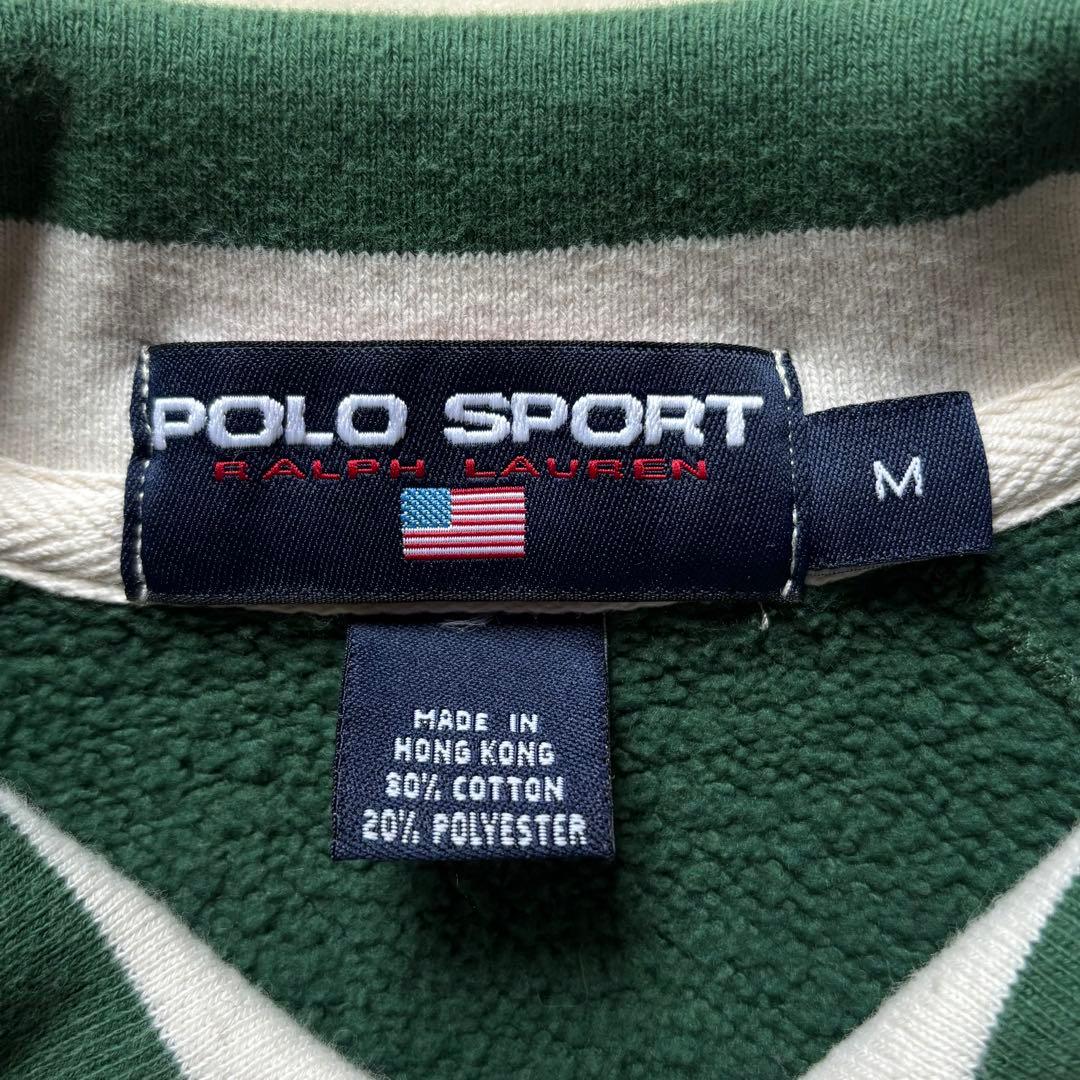 POLO SPORT
RALPH LAUREN
M
MADE IN
HONG KONG
80% COTTON
20% POLYESTER